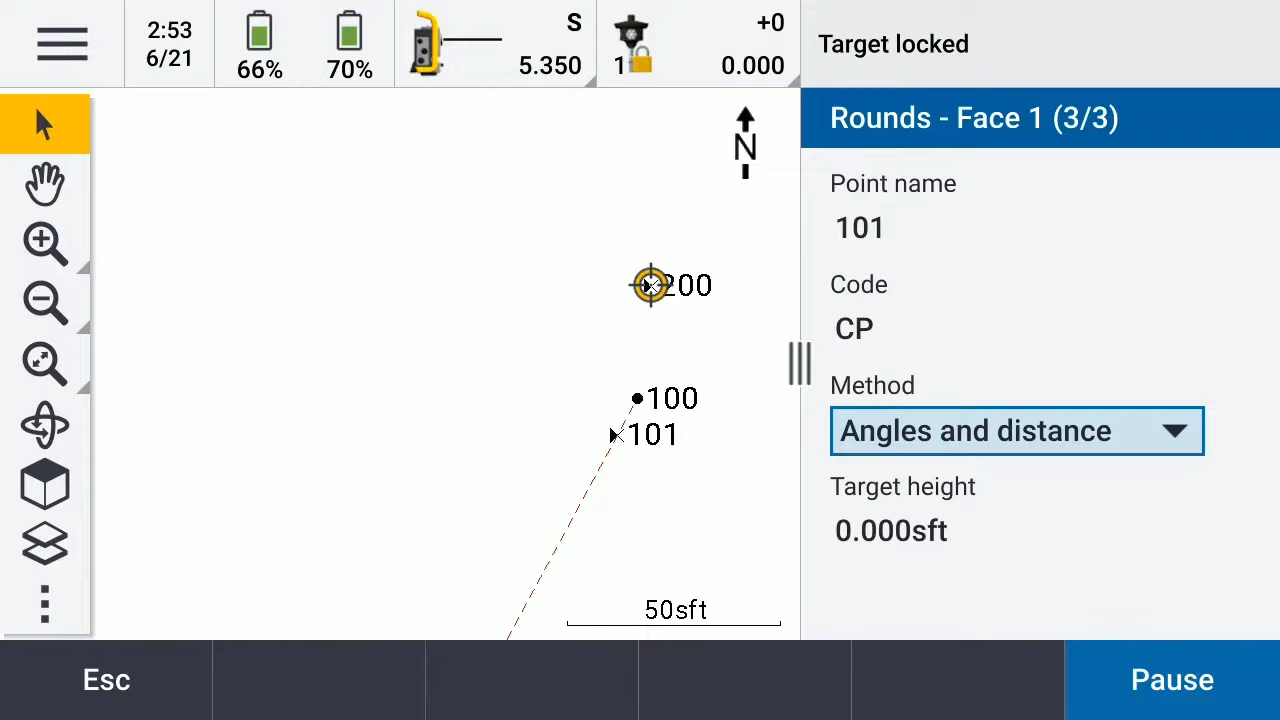 2:53
6/21
66%
70%
S
5.350
1
+0
0.000
Target locked
Rounds - Face 1 (3/3)
Point name
101
Code
CP
Method
Angles and distance
Target height
0.000sft
N
200
100
101
50sft
Esc
Pause